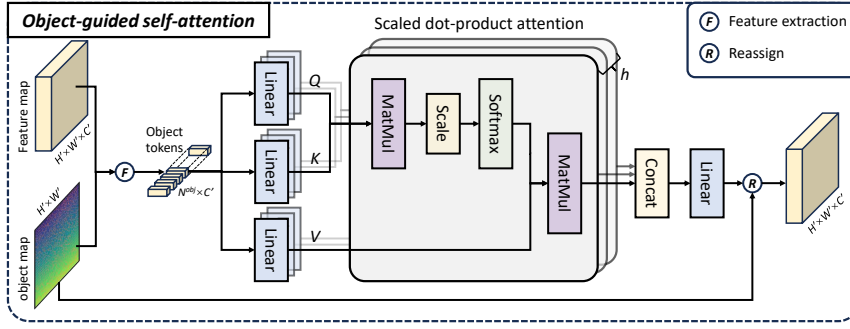 Object-guided self-attention
Scaled dot-product attention
F Feature extraction
R Reassign
Feature map
H'×W'×C'
object map
H'×W'
F
Object
tokens
N^obj×C'
Linear
Linear
Linear
Q
K
V
MatMul
Scale
Softmax
MatMul
h
Concat
Linear
R
H'×W'×C'